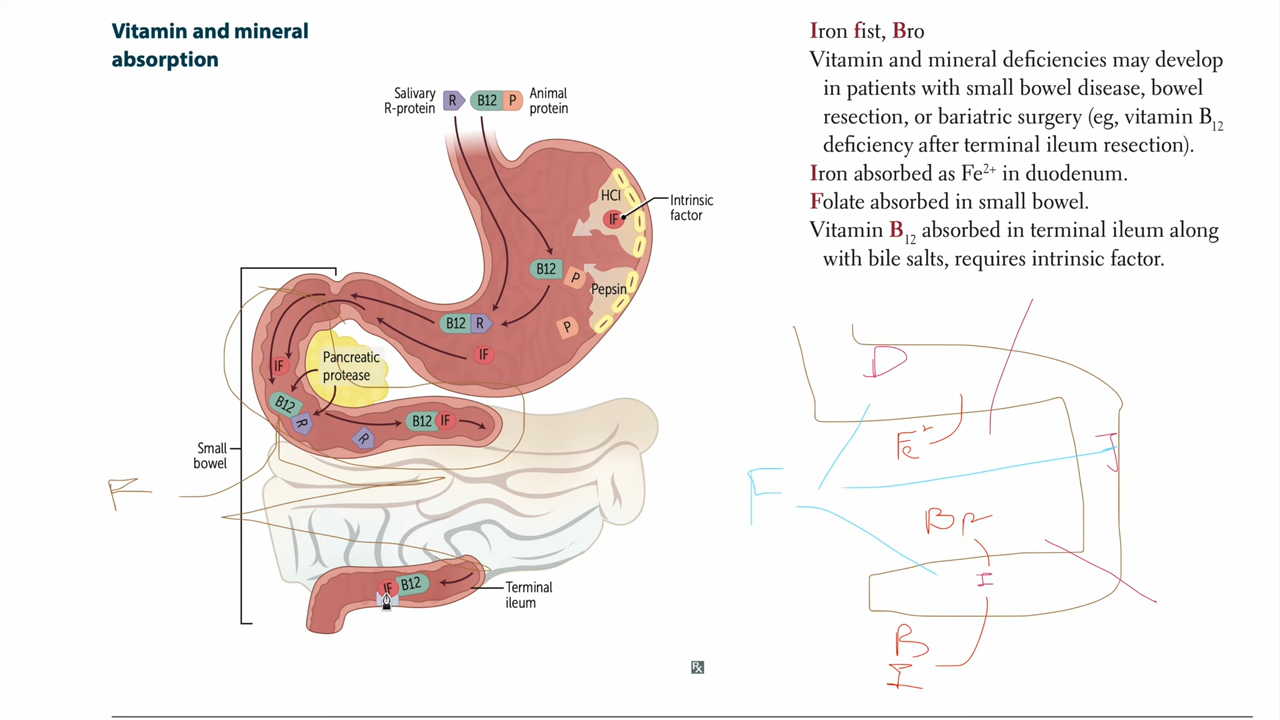 Vitamin and mineral
absorption
Salivary
R-protein
R
B12
P
Animal
protein
HCl
IF
Intrinsic
factor
B12
P
Pepsin
P
B12 R
IF
IF
Pancreatic
protease
B12
R
R
B12 IF
Small
bowel
F
IF B12
Terminal
ileum
Iron fist, Bro
Vitamin and mineral deficiencies may develop
in patients with small bowel disease, bowel
resection, or bariatric surgery (eg, vitamin B12
deficiency after terminal ileum resection).
Iron absorbed as Fe2+ in duodenum.
Folate absorbed in small bowel.
Vitamin B12 absorbed in terminal ileum along
with bile salts, requires intrinsic factor.
D
Fe+
J
F
I
B
I
Rx